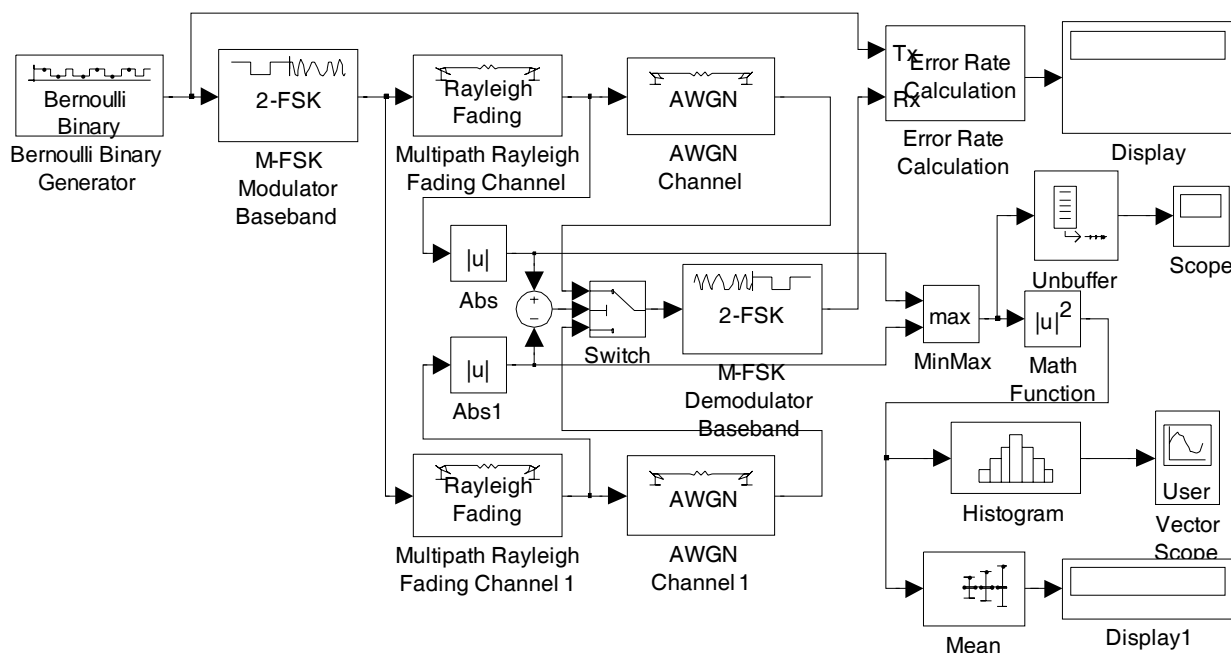 Bernoulli
Binary
Bernoulli Binary
Generator
2-FSK
M-FSK
Modulator
Baseband
Rayleigh
Fading
Multipath Rayleigh
Fading Channel
AWGN
AWGN
Channel
Tx
Rx
Error Rate
Calculation
Error Rate
Calculation
Display
|u|
Abs
+
−
Switch
2-FSK
M-FSK
Demodulator
Baseband
max
MinMax
Unbuffer
Scope
|u|²
Math
Function
|u|
Abs1
Rayleigh
Fading
Multipath Rayleigh
Fading Channel 1
AWGN
AWGN
Channel 1
Histogram
User
Vector
Scope
Mean
Display1